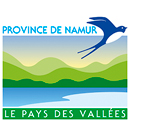 PROVINCE DE NAMUR
LE PAYS DES VALLÉES